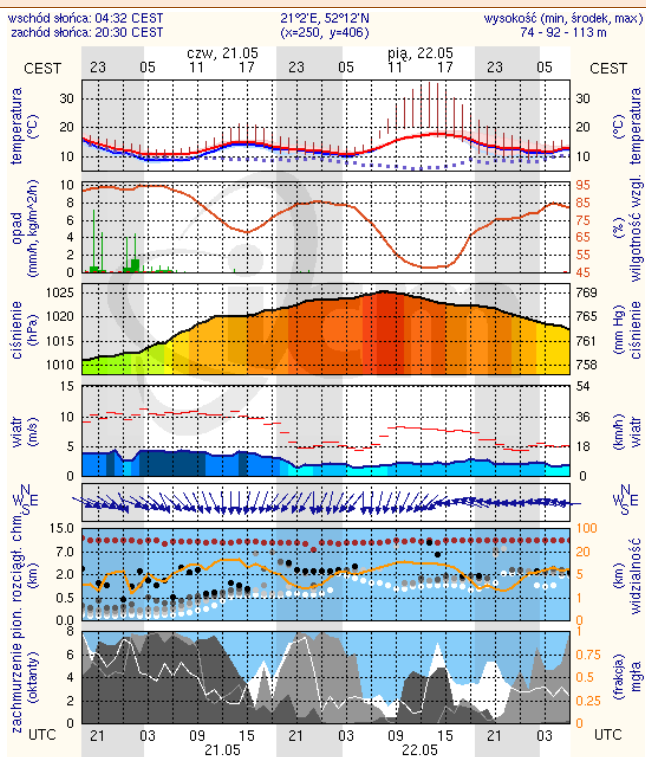 wschód słońca: 04:32 CEST 21°2'E, 52°12'N wysokość (min, środek, max)
zachód słońca: 20:30 CEST (x=250, y=406) 74 - 92 - 113 m
czw, 21.05 pią, 22.05
CEST 23 05 11 17 23 05 11 17 23 05 CEST
temperatura (°C) 30 20 10 30 20 10 temperatura (°C)
opad (mm/h, kg/m^2/h) 10 8 6 4 2 0 95 85 75 65 55 45 (%) wilgotność wzgl.
ciśnienie (hPa) 1025 1020 1015 1010 769 765 761 758 (mm Hg) ciśnienie
wiatr (m/s) 15 10 5 0 54 36 18 0 (km/h) wiatr
N W E S N W E S
pion. rozciągł. chm. (km) 15.0 7.0 2.0 0.5 0.0 100 20 5 1 0 (km) widzialność
zachmurzenie (oktanty) 8 6 4 2 0 1 0.75 0.5 0.25 0 (frakcja) mgła
UTC 21 03 09 15 21 03 09 15 21 03 UTC
21.05 22.05